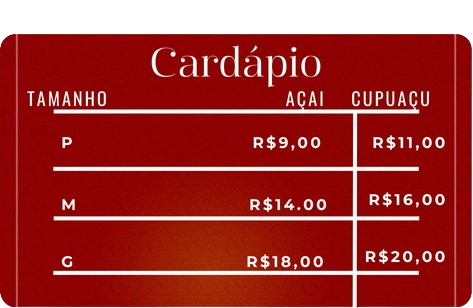 Cardápio
TAMANHO AÇAI CUPUAÇU
P R$9,00 R$11,00
M R$14.00 R$16,00
G R$18,00 R$20,00